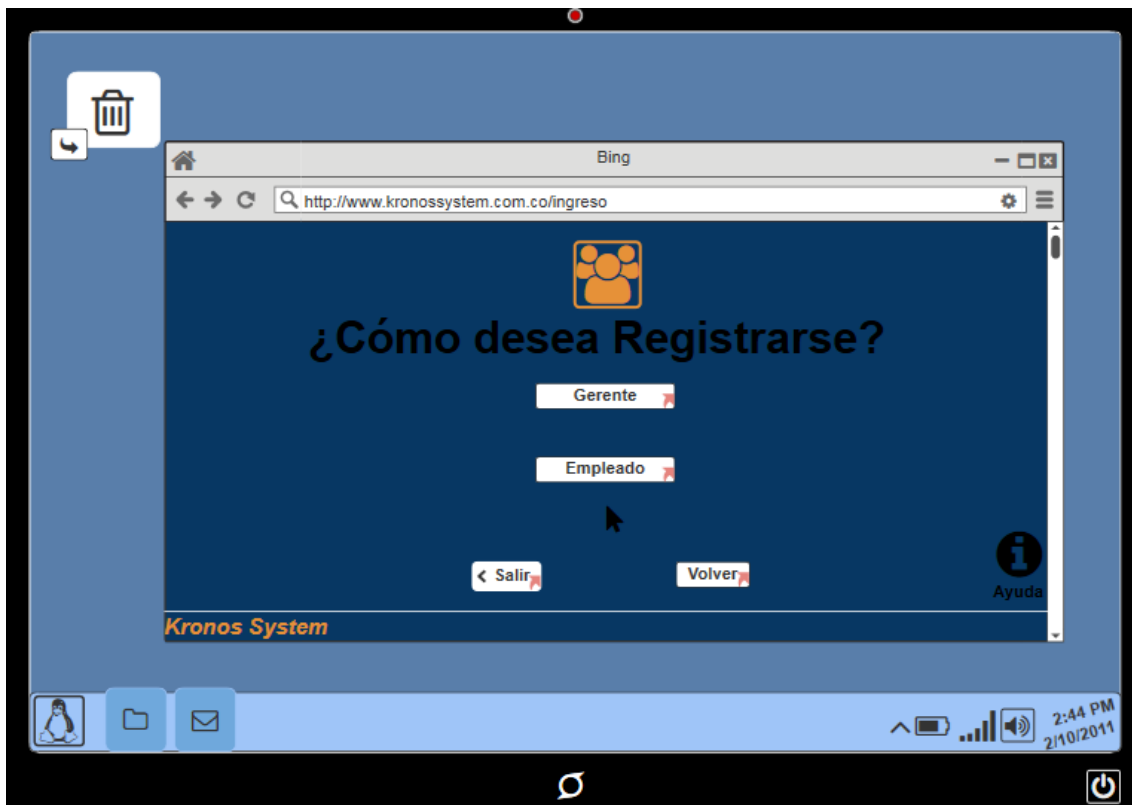 Bing
http://www.kronossystem.com.co/ingreso
¿Cómo desea Registrarse?
Gerente
Empleado
Salir
Volver
Ayuda
Kronos System
2:44 PM
2/10/2011